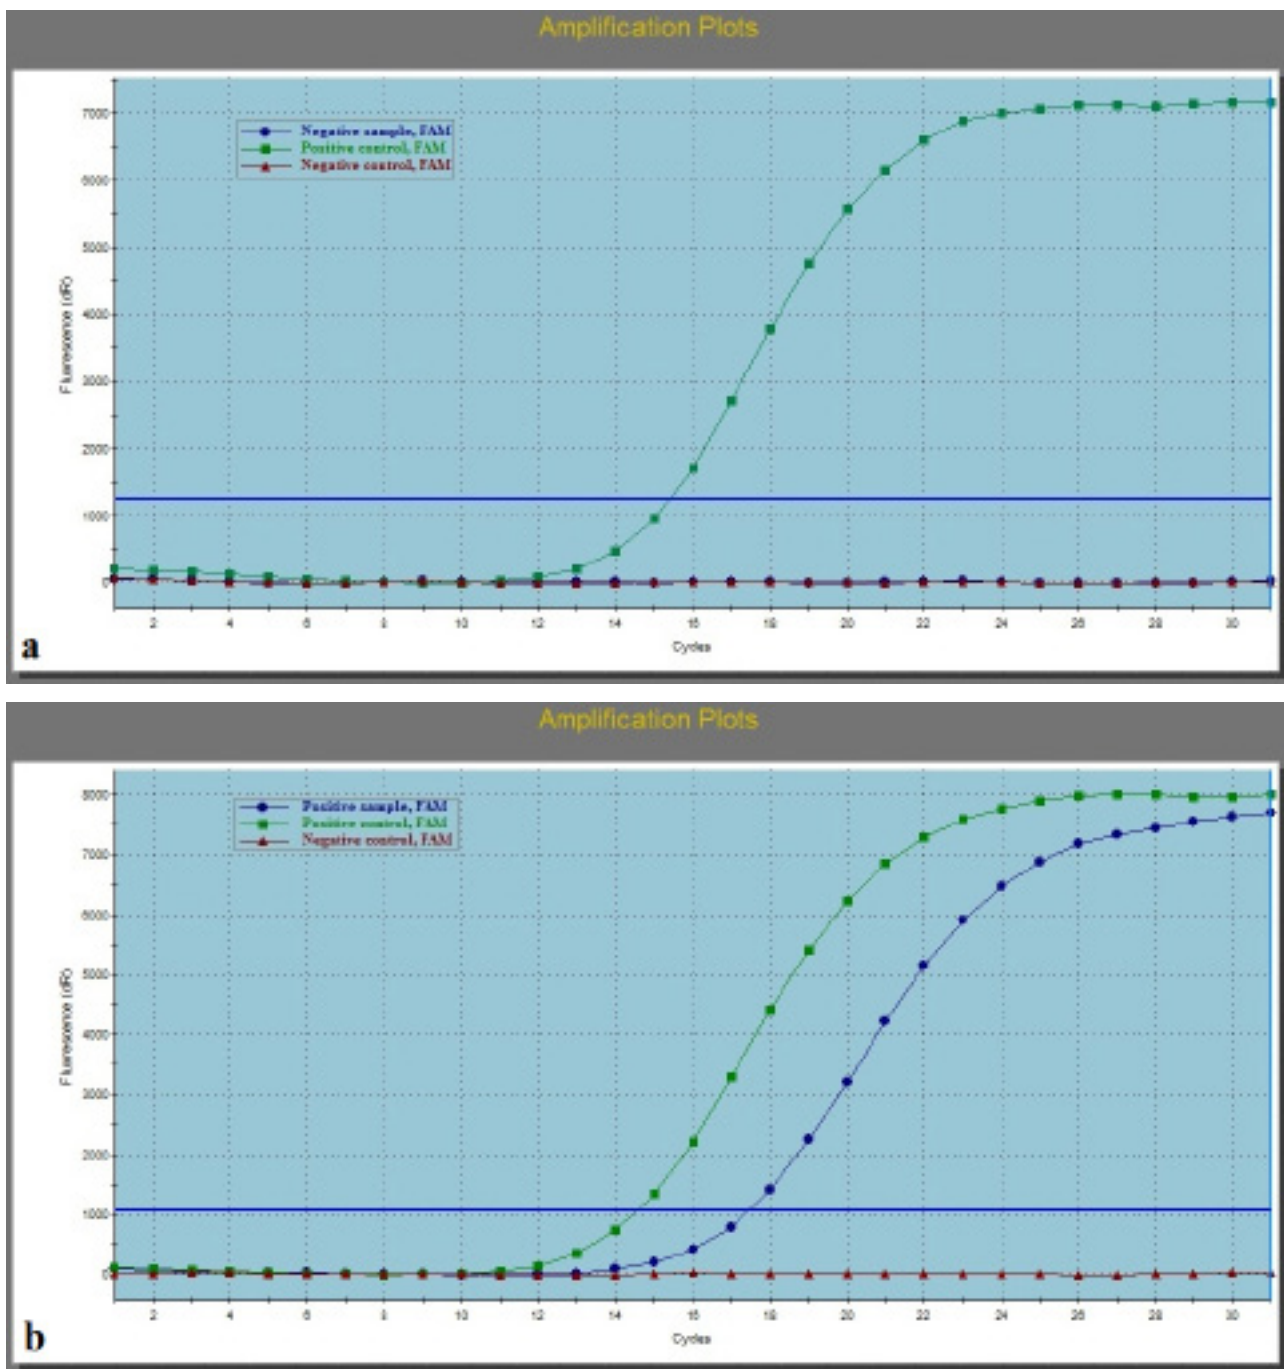 Amplification Plots
7000
6000
5000
4000
3000
2000
1000
0
Fluorescence (dR)
Negative sample, FAM
Positive control, FAM
Negative control, FAM
2 4 6 8 10 12 14 16 18 20 22 24 26 28 30
Cycles
a
Amplification Plots
8000
7000
6000
5000
4000
3000
2000
1000
0
Fluorescence (dR)
Positive sample, FAM
Positive control, FAM
Negative control, FAM
2 4 6 8 10 12 14 16 18 20 22 24 26 28 30
Cycles
b